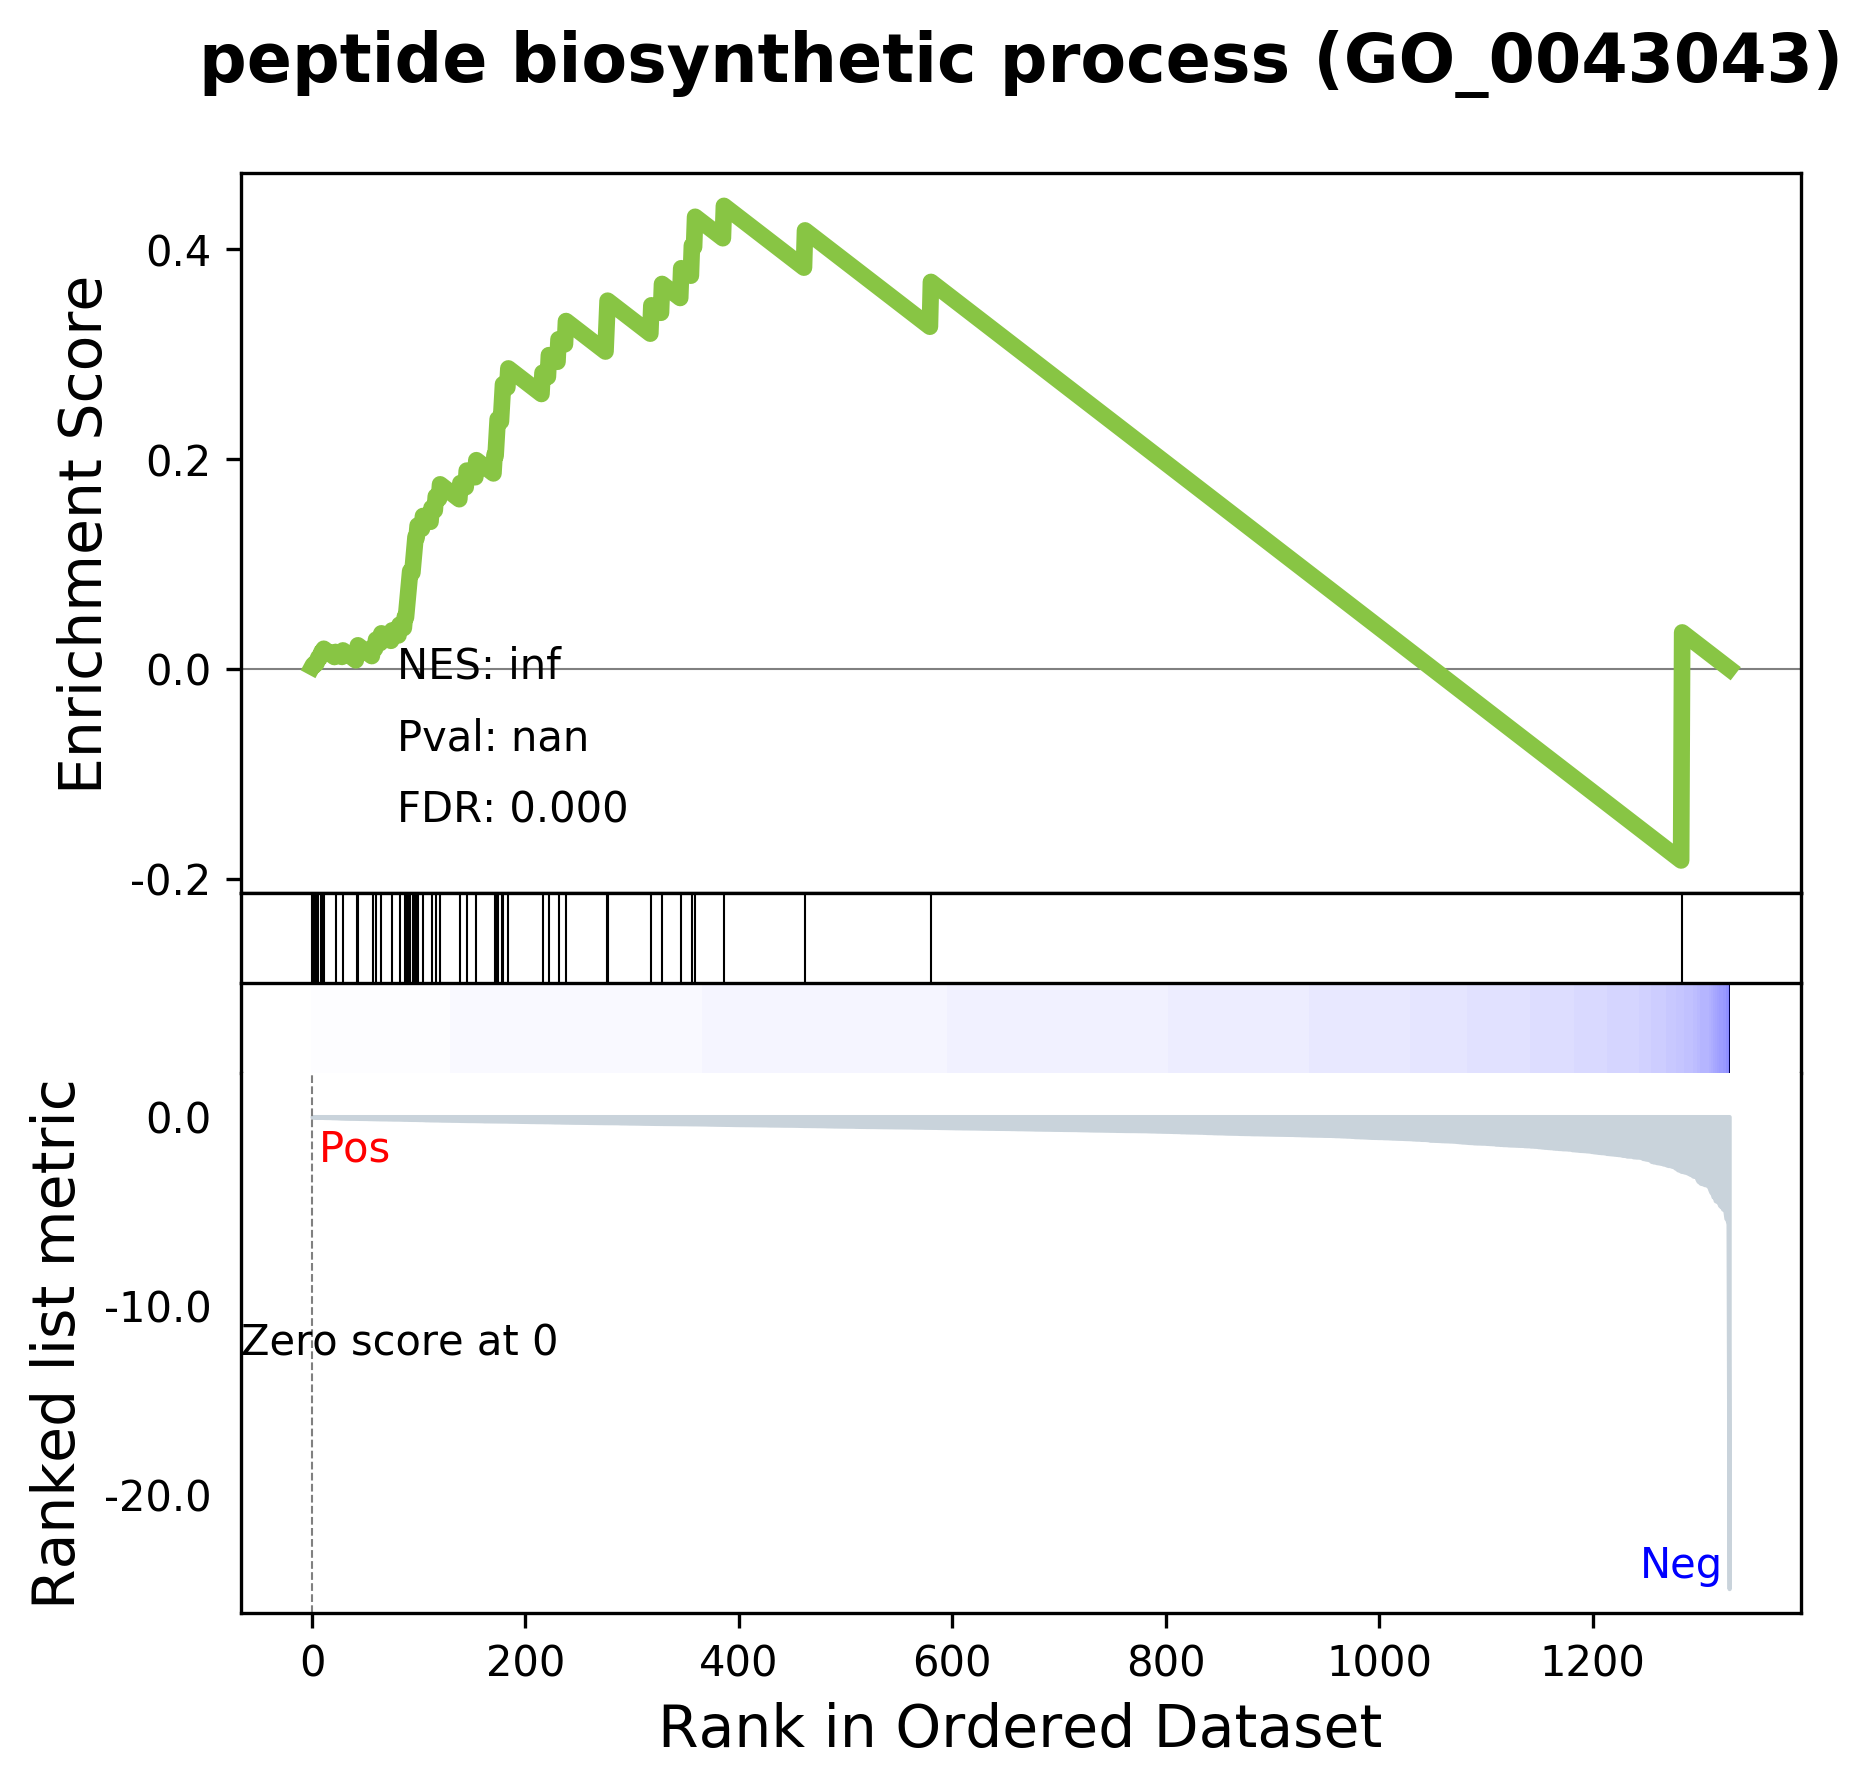 peptide biosynthetic process (GO_0043043)
Enrichment Score
0.4
0.2
0.0
-0.2
NES: inf
Pval: nan
FDR: 0.000
Ranked list metric
0.0
-10.0
-20.0
Pos
Zero score at 0
Neg
0 200 400 600 800 1000 1200
Rank in Ordered Dataset